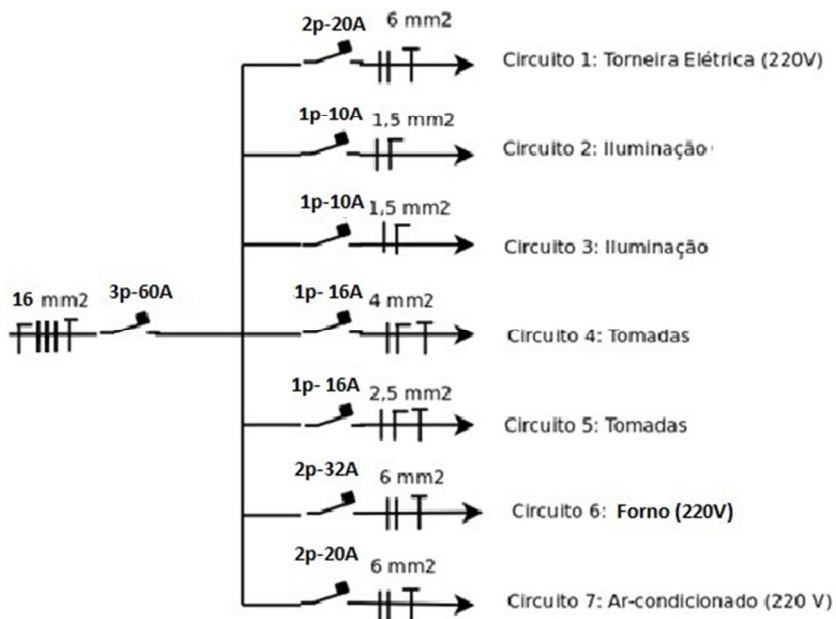 2p-20A 6 mm2
Circuito 1: Torneira Elétrica (220V)
1p-10A 1,5 mm2
Circuito 2: Iluminação
1p-10A 1,5 mm2
Circuito 3: Iluminação
16 mm2 3p-60A
1p- 16A 4 mm2
Circuito 4: Tomadas
1p- 16A 2,5 mm2
Circuito 5: Tomadas
2p-32A 6 mm2
Circuito 6: Forno (220V)
2p-20A 6 mm2
Circuito 7: Ar-condicionado (220 V)